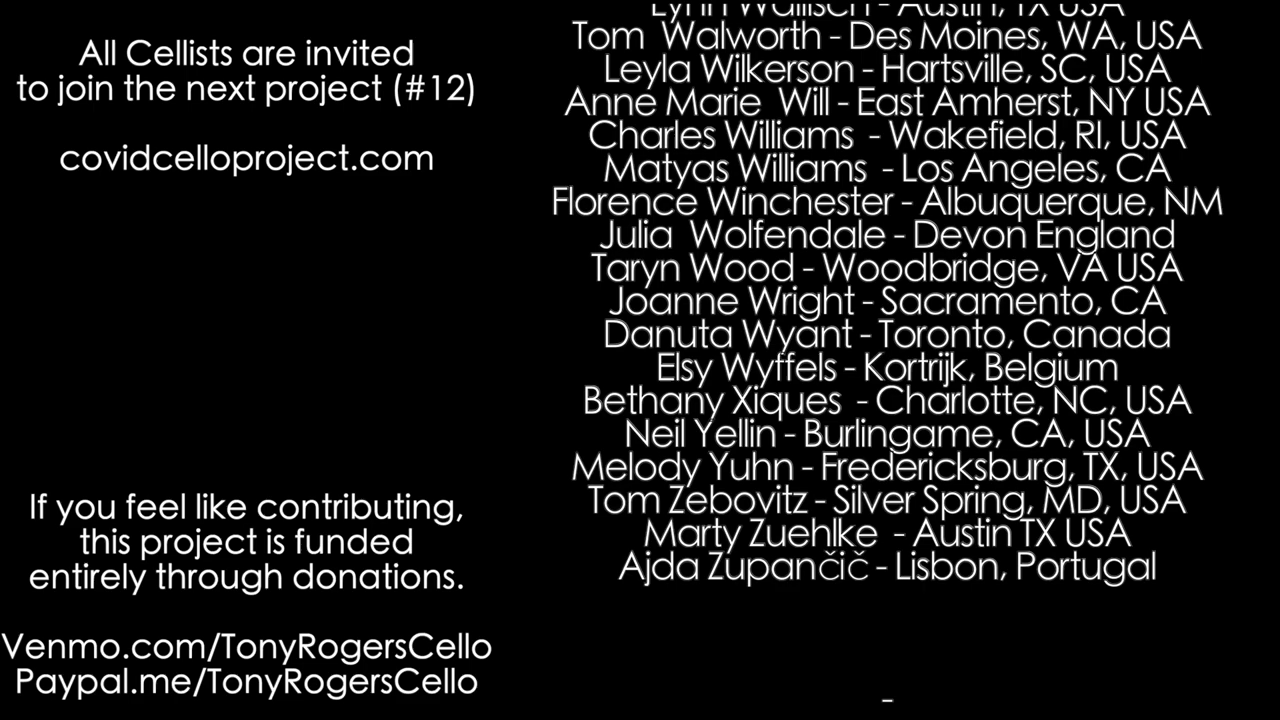 All Cellists are invited
to join the next project (#12)
covidcelloproject.com
If you feel like contributing,
this project is funded
entirely through donations.
Venmo.com/TonyRogersCello
Paypal.me/TonyRogersCello
Lynn Wallisch - Austin, TX USA
Tom Walworth - Des Moines, WA, USA
Leyla Wilkerson - Hartsville, SC, USA
Anne Marie Will - East Amherst, NY USA
Charles Williams - Wakefield, RI, USA
Matyas Williams - Los Angeles, CA
Florence Winchester - Albuquerque, NM
Julia Wolfendale - Devon England
Taryn Wood - Woodbridge, VA USA
Joanne Wright - Sacramento, CA
Danuta Wyant - Toronto, Canada
Elsy Wyffels - Kortrijk, Belgium
Bethany Xiques - Charlotte, NC, USA
Neil Yellin - Burlingame, CA, USA
Melody Yuhn - Fredericksburg, TX, USA
Tom Zebovitz - Silver Spring, MD, USA
Marty Zuehlke - Austin TX USA
Ajda Zupančič - Lisbon, Portugal
-